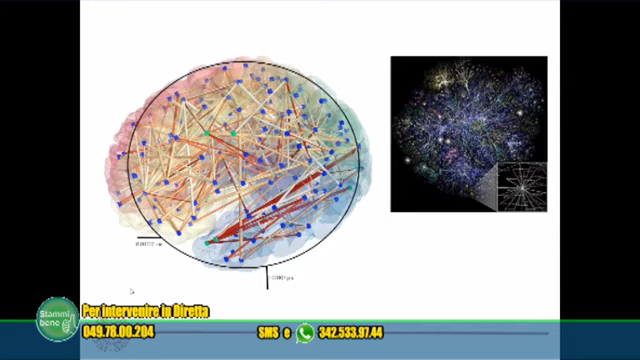 Stammi
bene
Per intervenire in Diretta
049.78.00.204
SMS e 342.533.97.44